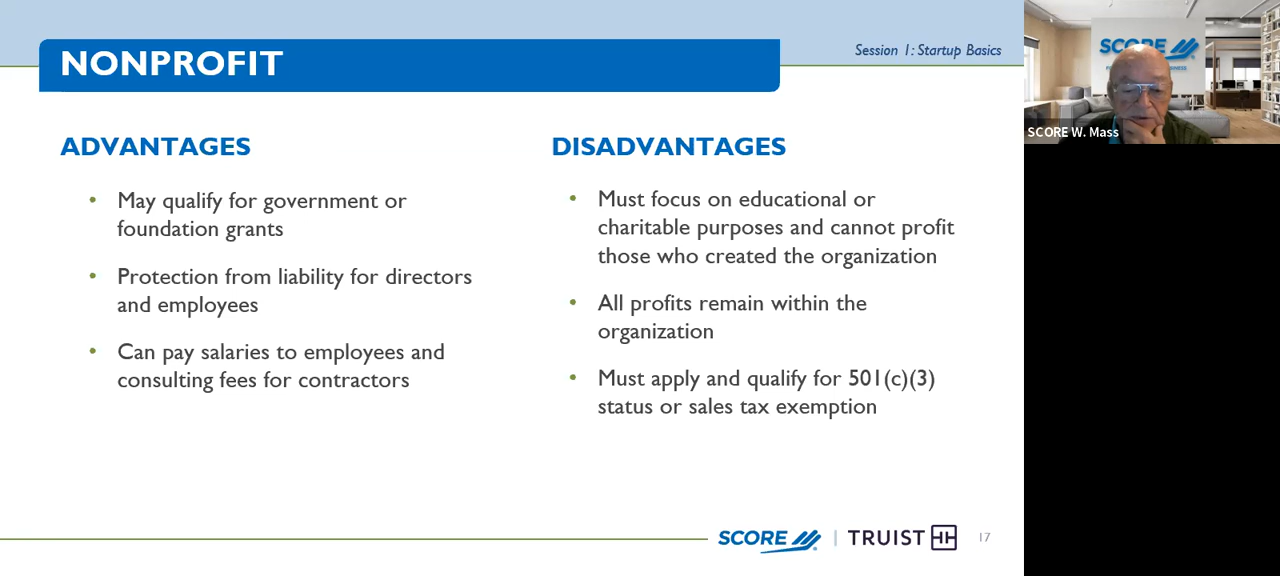 NONPROFIT
Session 1: Startup Basics
ADVANTAGES
• May qualify for government or
foundation grants
• Protection from liability for directors
and employees
• Can pay salaries to employees and
consulting fees for contractors
DISADVANTAGES
• Must focus on educational or
charitable purposes and cannot profit
those who created the organization
• All profits remain within the
organization
• Must apply and qualify for 501(c)(3)
status or sales tax exemption
SCORE | TRUIST
17
SCORE
SCORE W. Mass